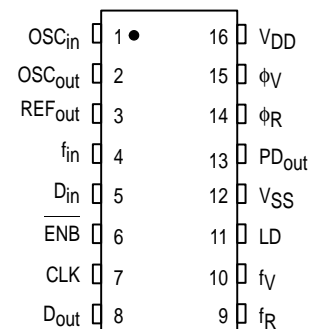 OSCin 1 16 VDD
OSCout 2 15 ϕV
REFout 3 14 ϕR
fin 4 13 PDout
Din 5 12 VSS
ENB 6 11 LD
CLK 7 10 fV
Dout 8 9 fR